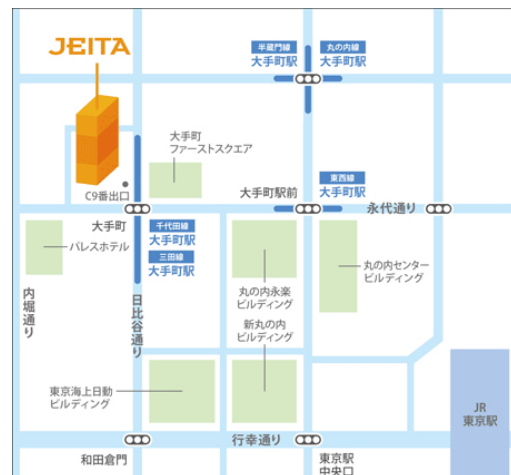 JEITA
半蔵門線
大手町駅
丸の内線
大手町駅
大手町
ファーストスクエア
C9番出口
大手町駅前
東西線
大手町駅
永代通り
大手町
パレスホテル
千代田線
大手町駅
三田線
大手町駅
丸の内永楽
ビルディング
丸の内センター
ビルディング
内堀通り
日比谷通り
新丸の内
ビルディング
東京海上日動
ビルディング
JR
東京駅
行幸通り
和田倉門
東京駅
中央口